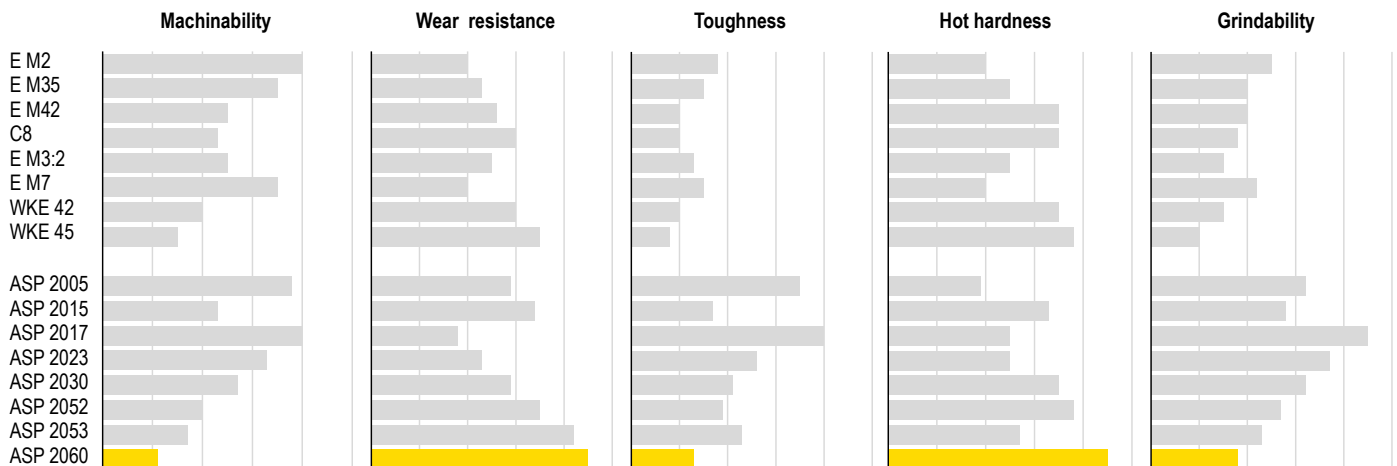 Machinability Wear resistance Toughness Hot hardness Grindability
E M2
E M35
E M42
C8
E M3:2
E M7
WKE 42
WKE 45
ASP 2005
ASP 2015
ASP 2017
ASP 2023
ASP 2030
ASP 2052
ASP 2053
ASP 2060